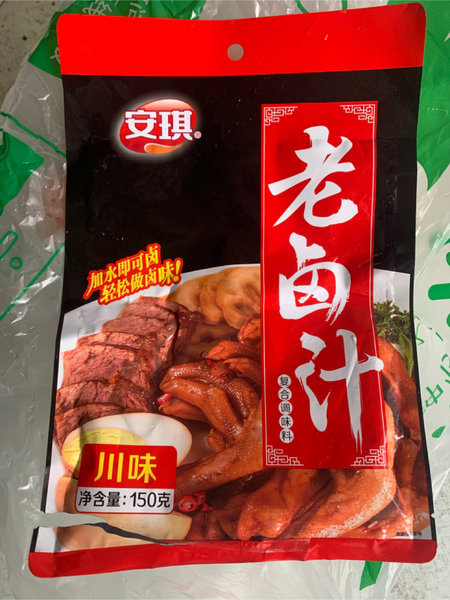 安琪®
老卤汁
复合调味料
加水即可卤
轻松做卤味!
川味
净含量:150克